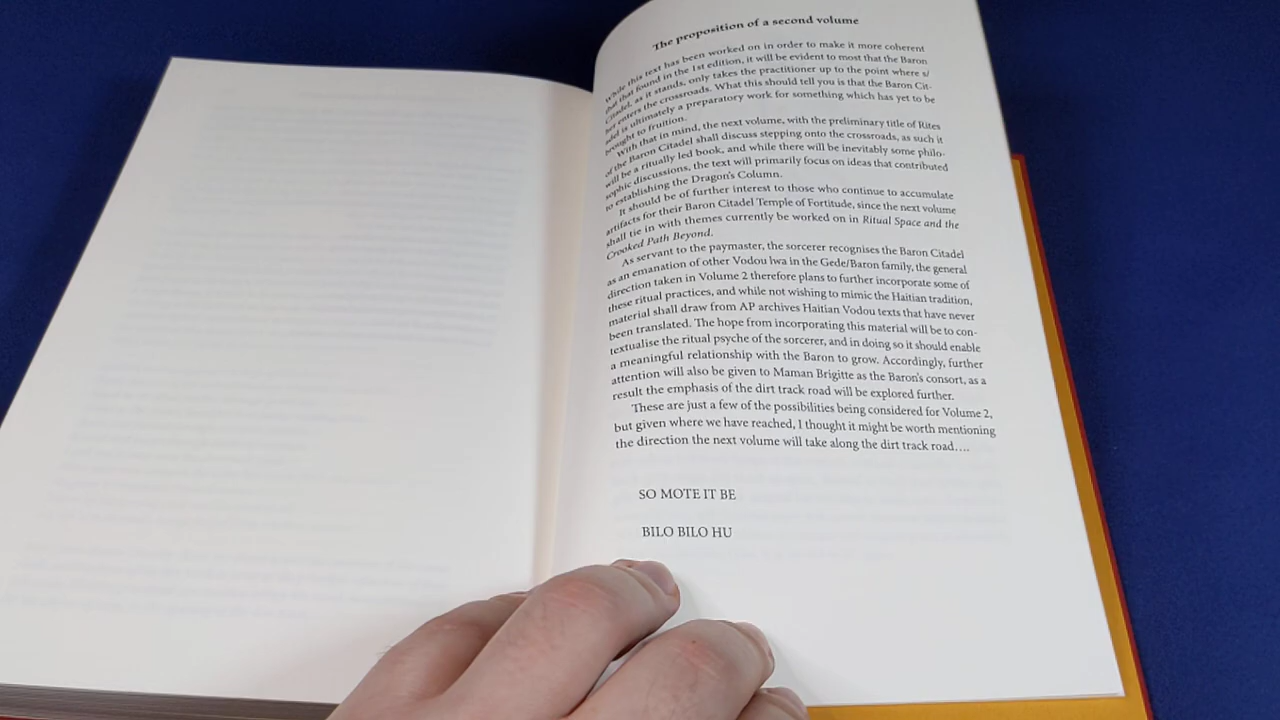 The proposition of a second volume
While this text has been worked on in order to make it more coherent
that that found in the 1st edition, it will be evident to most that the Baron
Citadel, as it stands, only takes the practitioner up to the point where s/
her enters the crossroads. What this should tell you is that the Baron Cit-
adel is ultimately a preparatory work for something which has yet to be
brought to fruition.
With that in mind, the next volume, with the preliminary title of Rites
of the Baron Citadel shall discuss stepping onto the crossroads, as such it
will be a ritually led book, and while there will be inevitably some philo-
sophic discussions, the text will primarily focus on ideas that contributed
to establishing the Dragon's Column.
It should be of further interest to those who continue to accumulate
artifacts for their Baron Citadel Temple of Fortitude, since the next volume
shall tie in with themes currently be worked on in Ritual Space and the
Crooked Path Beyond.
As servant to the paymaster, the sorcerer recognises the Baron Citadel
as an emanation of other Vodou lwa in the Gede/Baron family, the general
direction taken in Volume 2 therefore plans to further incorporate some of
these ritual practices, and while not wishing to mimic the Haitian tradition,
material shall draw from AP archives Haitian Vodou texts that have never
been translated. The hope from incorporating this material will be to con-
textualise the ritual psyche of the sorcerer, and in doing so it should enable
a meaningful relationship with the Baron to grow. Accordingly, further
attention will also be given to Maman Brigitte as the Baron's consort, as a
result the emphasis of the dirt track road will be explored further.
These are just a few of the possibilities being considered for Volume 2,
but given where we have reached, I thought it might be worth mentioning
the direction the next volume will take along the dirt track road....
SO MOTE IT BE
BILO BILO HU